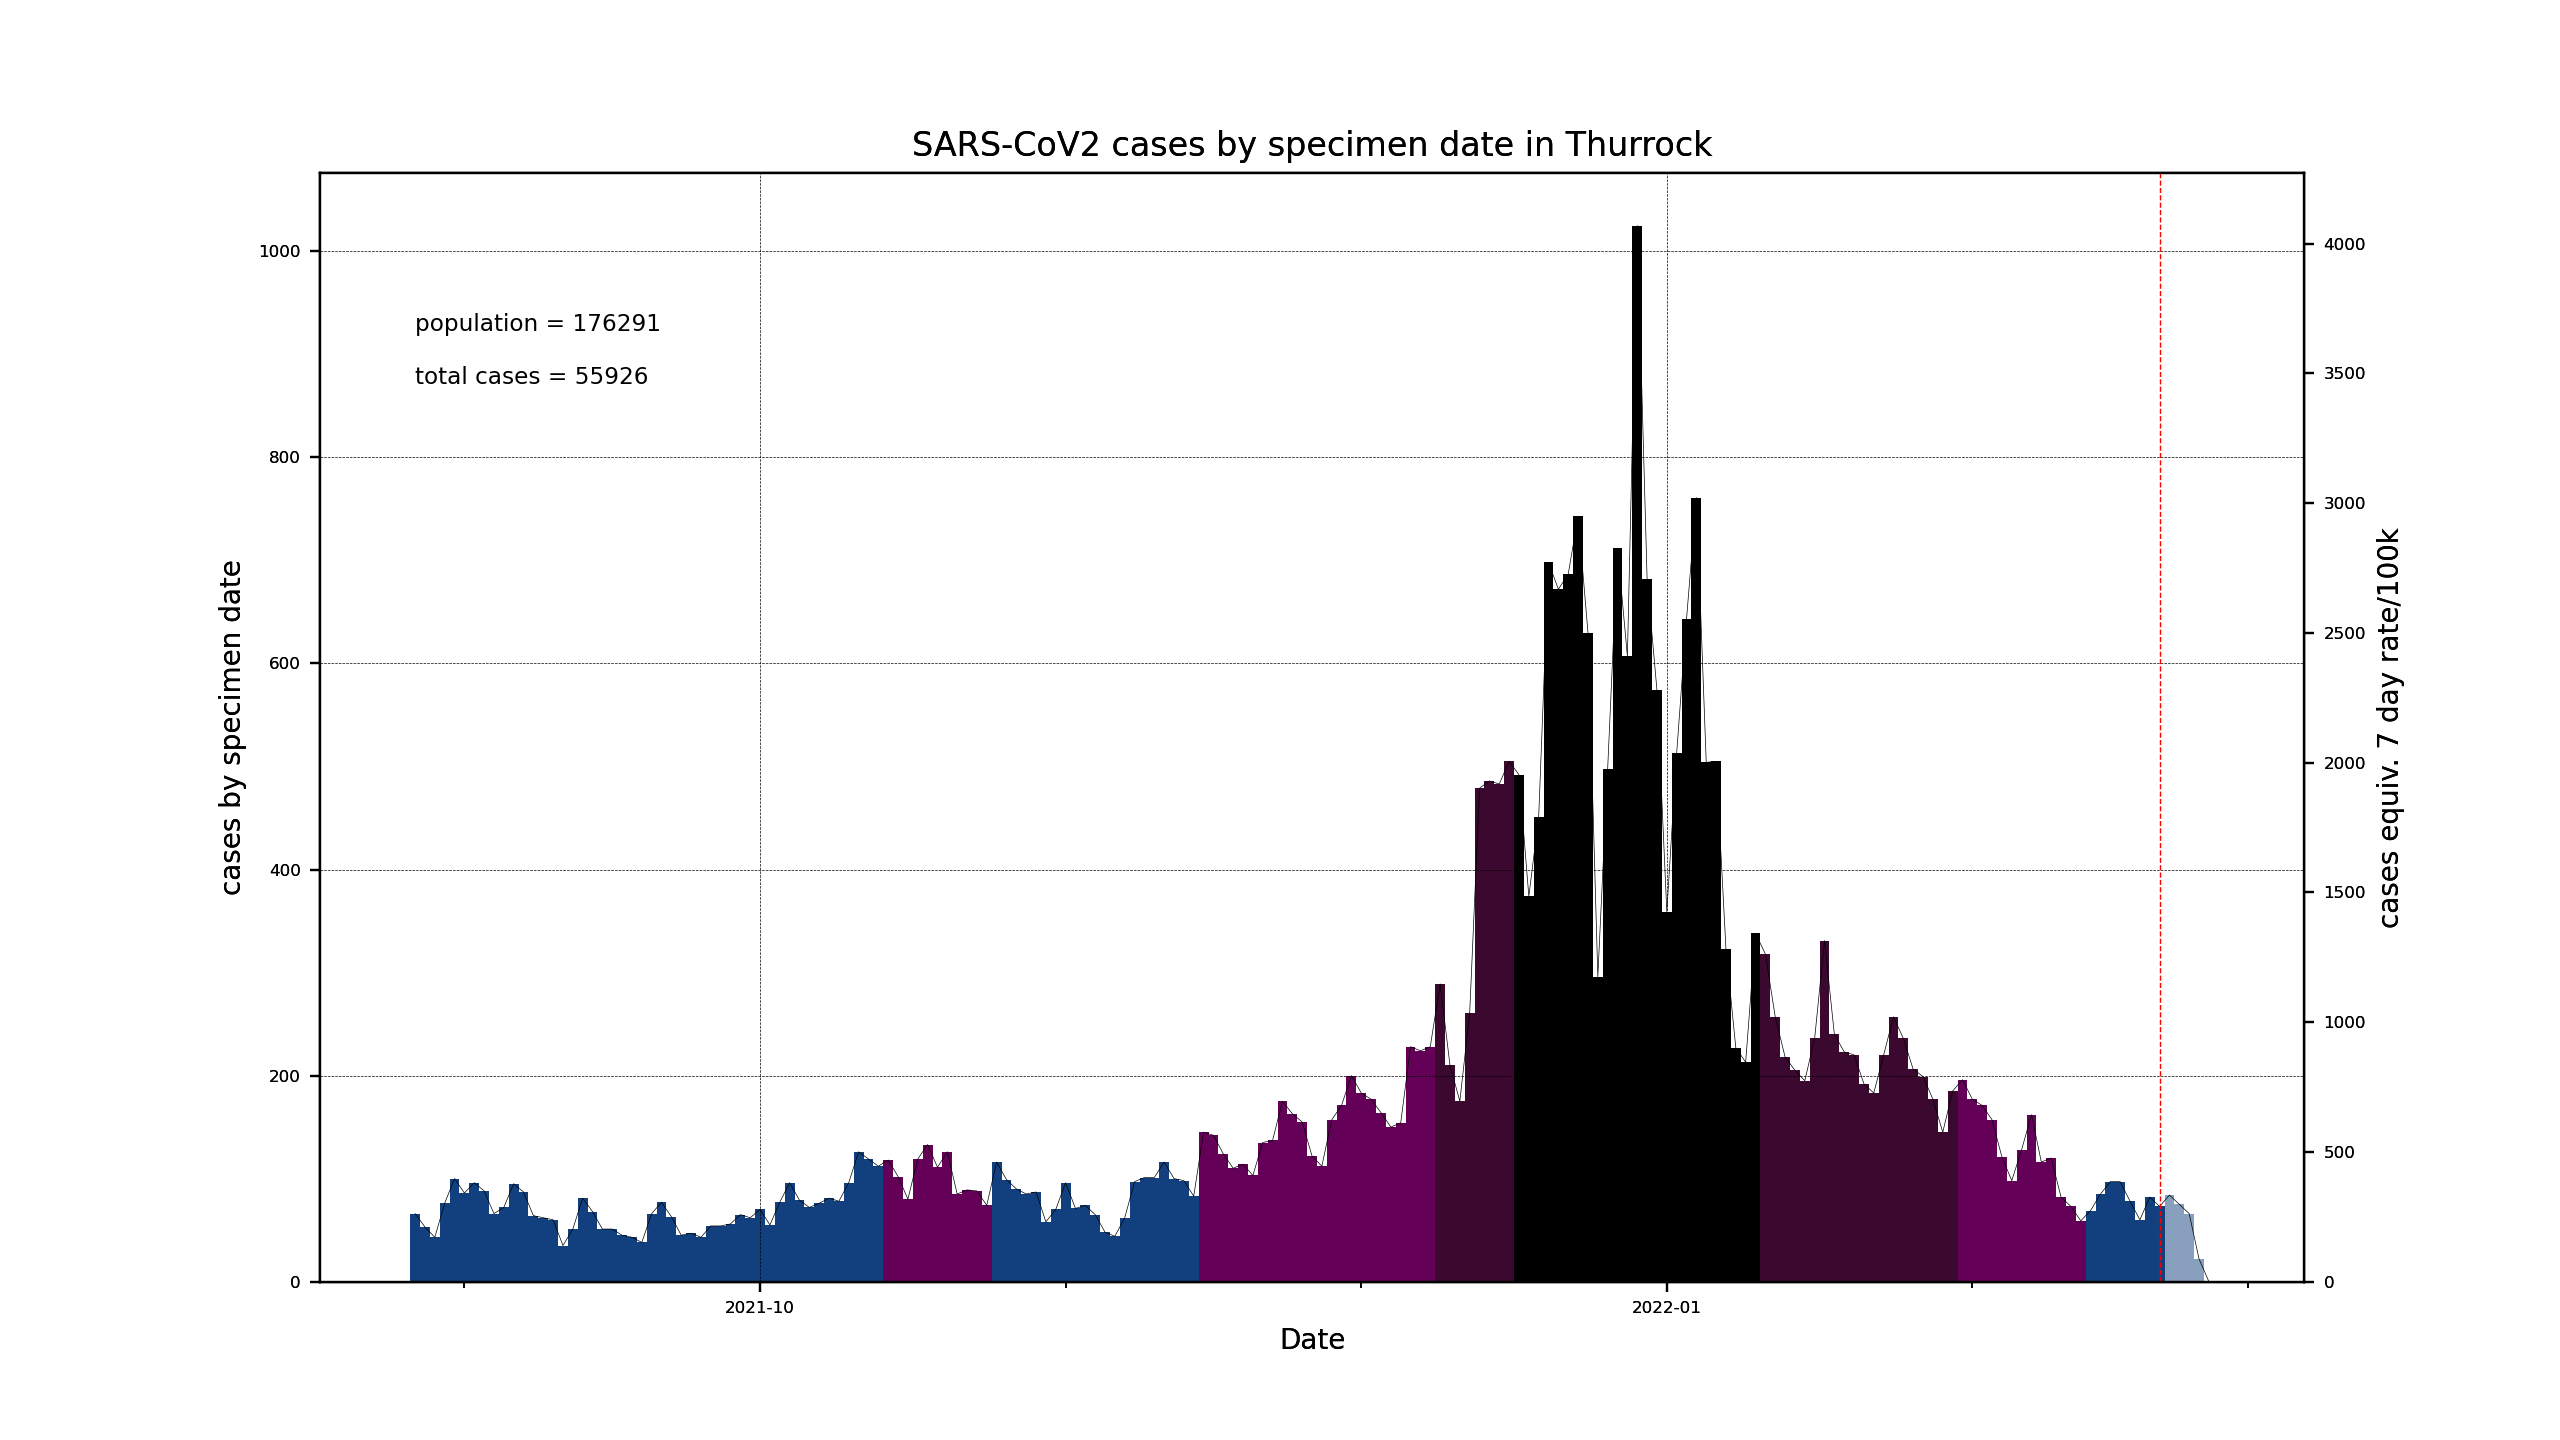 SARS-CoV2 cases by specimen date in Thurrock
population = 176291
total cases = 55926
cases by specimen date
1000
800
600
400
200
0
cases equiv. 7 day rate/100k
4000
3500
3000
2500
2000
1500
1000
500
0
2021-10
2022-01
Date